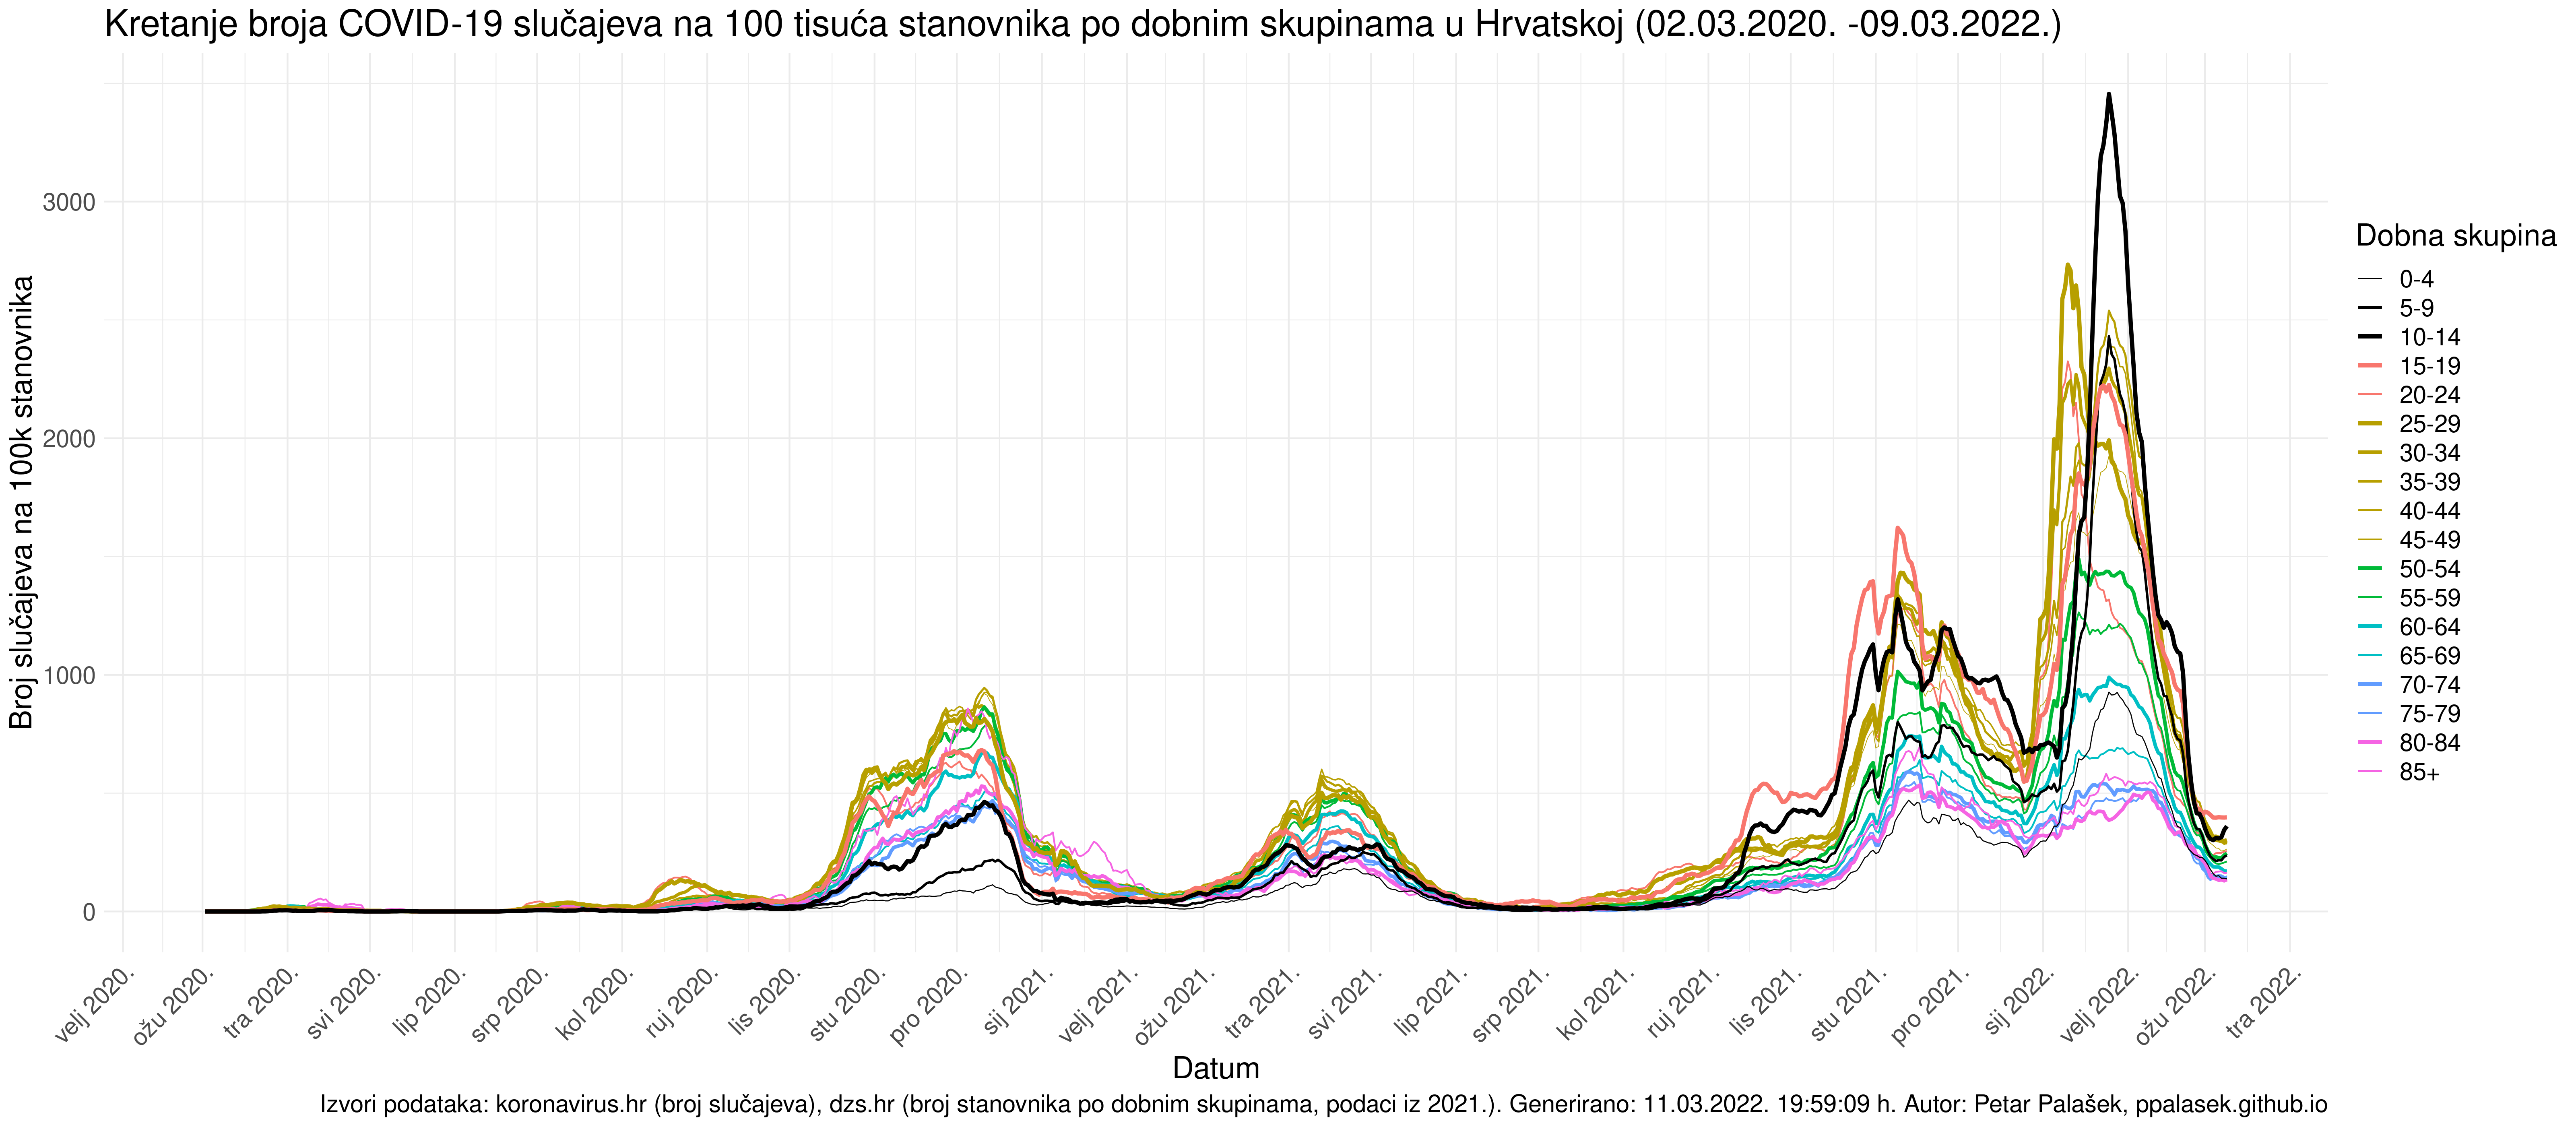 Kretanje broja COVID-19 slučajeva na 100 tisuća stanovnika po dobnim skupinama u Hrvatskoj (02.03.2020. -09.03.2022.)
Broj slučajeva na 100k stanovnika
3000
2000
1000
0
velj 2020.
ožu 2020.
tra 2020.
svi 2020.
lip 2020.
srp 2020.
kol 2020.
ruj 2020.
lis 2020.
stu 2020.
pro 2020.
sij 2021.
velj 2021.
ožu 2021.
tra 2021.
svi 2021.
lip 2021.
srp 2021.
kol 2021.
ruj 2021.
lis 2021.
stu 2021.
pro 2021.
sij 2022.
velj 2022.
ožu 2022.
tra 2022.
Datum
Dobna skupina
0-4
5-9
10-14
15-19
20-24
25-29
30-34
35-39
40-44
45-49
50-54
55-59
60-64
65-69
70-74
75-79
80-84
85+
Izvori podataka: koronavirus.hr (broj slučajeva), dzs.hr (broj stanovnika po dobnim skupinama, podaci iz 2021.). Generirano: 11.03.2022. 19:59:09 h. Autor: Petar Palašek, ppalasek.github.io